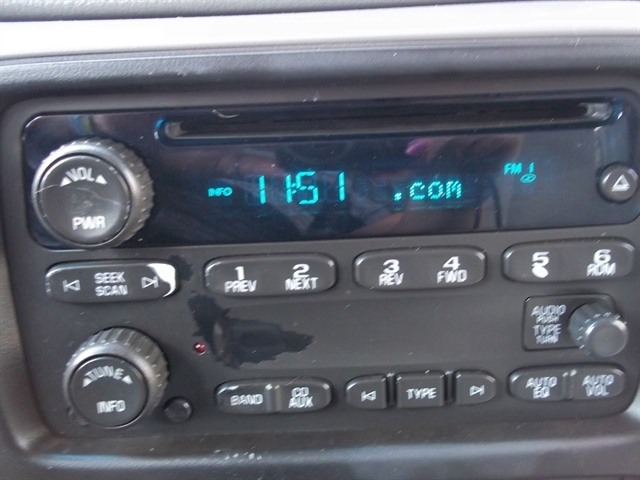 INFO 11:51 .com FM 1
VOL
PWR
SEEK
SCAN
1 PREV
2 NEXT
3 REV
4 FWD
5
6 RDM
AUDIO
PUSH
TYPE
TURN
TUNE
INFO
BAND
CD
AUX
TYPE
AUTO
EQ
AUTO
VOL